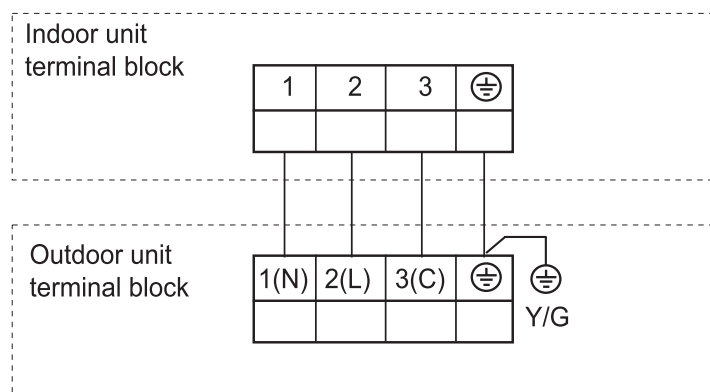 Indoor unit
terminal block
1 2 3
Outdoor unit
terminal block
1(N) 2(L) 3(C)
Y/G